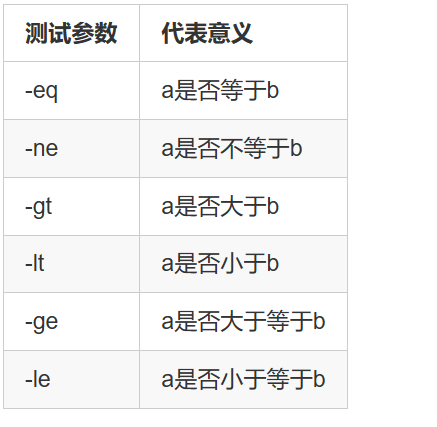 测试参数 代表意义
-eq a是否等于b
-ne a是否不等于b
-gt a是否大于b
-lt a是否小于b
-ge a是否大于等于b
-le a是否小于等于b